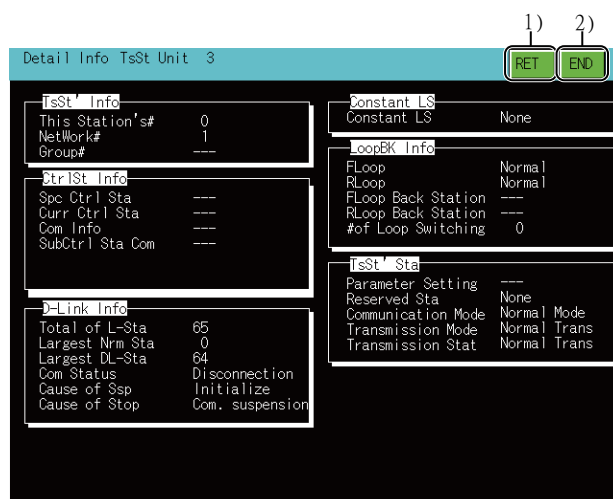 1) 2)
Detail Info TsSt Unit 3
RET END
TsSt' Info
This Station's# 0
NetWork# 1
Group# ---
CtrlSt Info
Spc Ctrl Sta ---
Curr Ctrl Sta ---
Com Info ---
SubCtrl Sta Com ---
D-Link Info
Total of L-Sta 65
Largest Nrm Sta 0
Largest DL-Sta 64
Com Status Disconnection
Cause of Ssp Initialize
Cause of Stop Com. suspension
Constant LS
Constant LS None
LoopBK Info
FLoop Normal
RLoop Normal
FLoop Back Station ---
RLoop Back Station ---
#of Loop Switching 0
TsSt' Sta
Parameter Setting ---
Reserved Sta None
Communication Mode Normal Mode
Transmission Mode Normal Trans
Transmission Stat Normal Trans